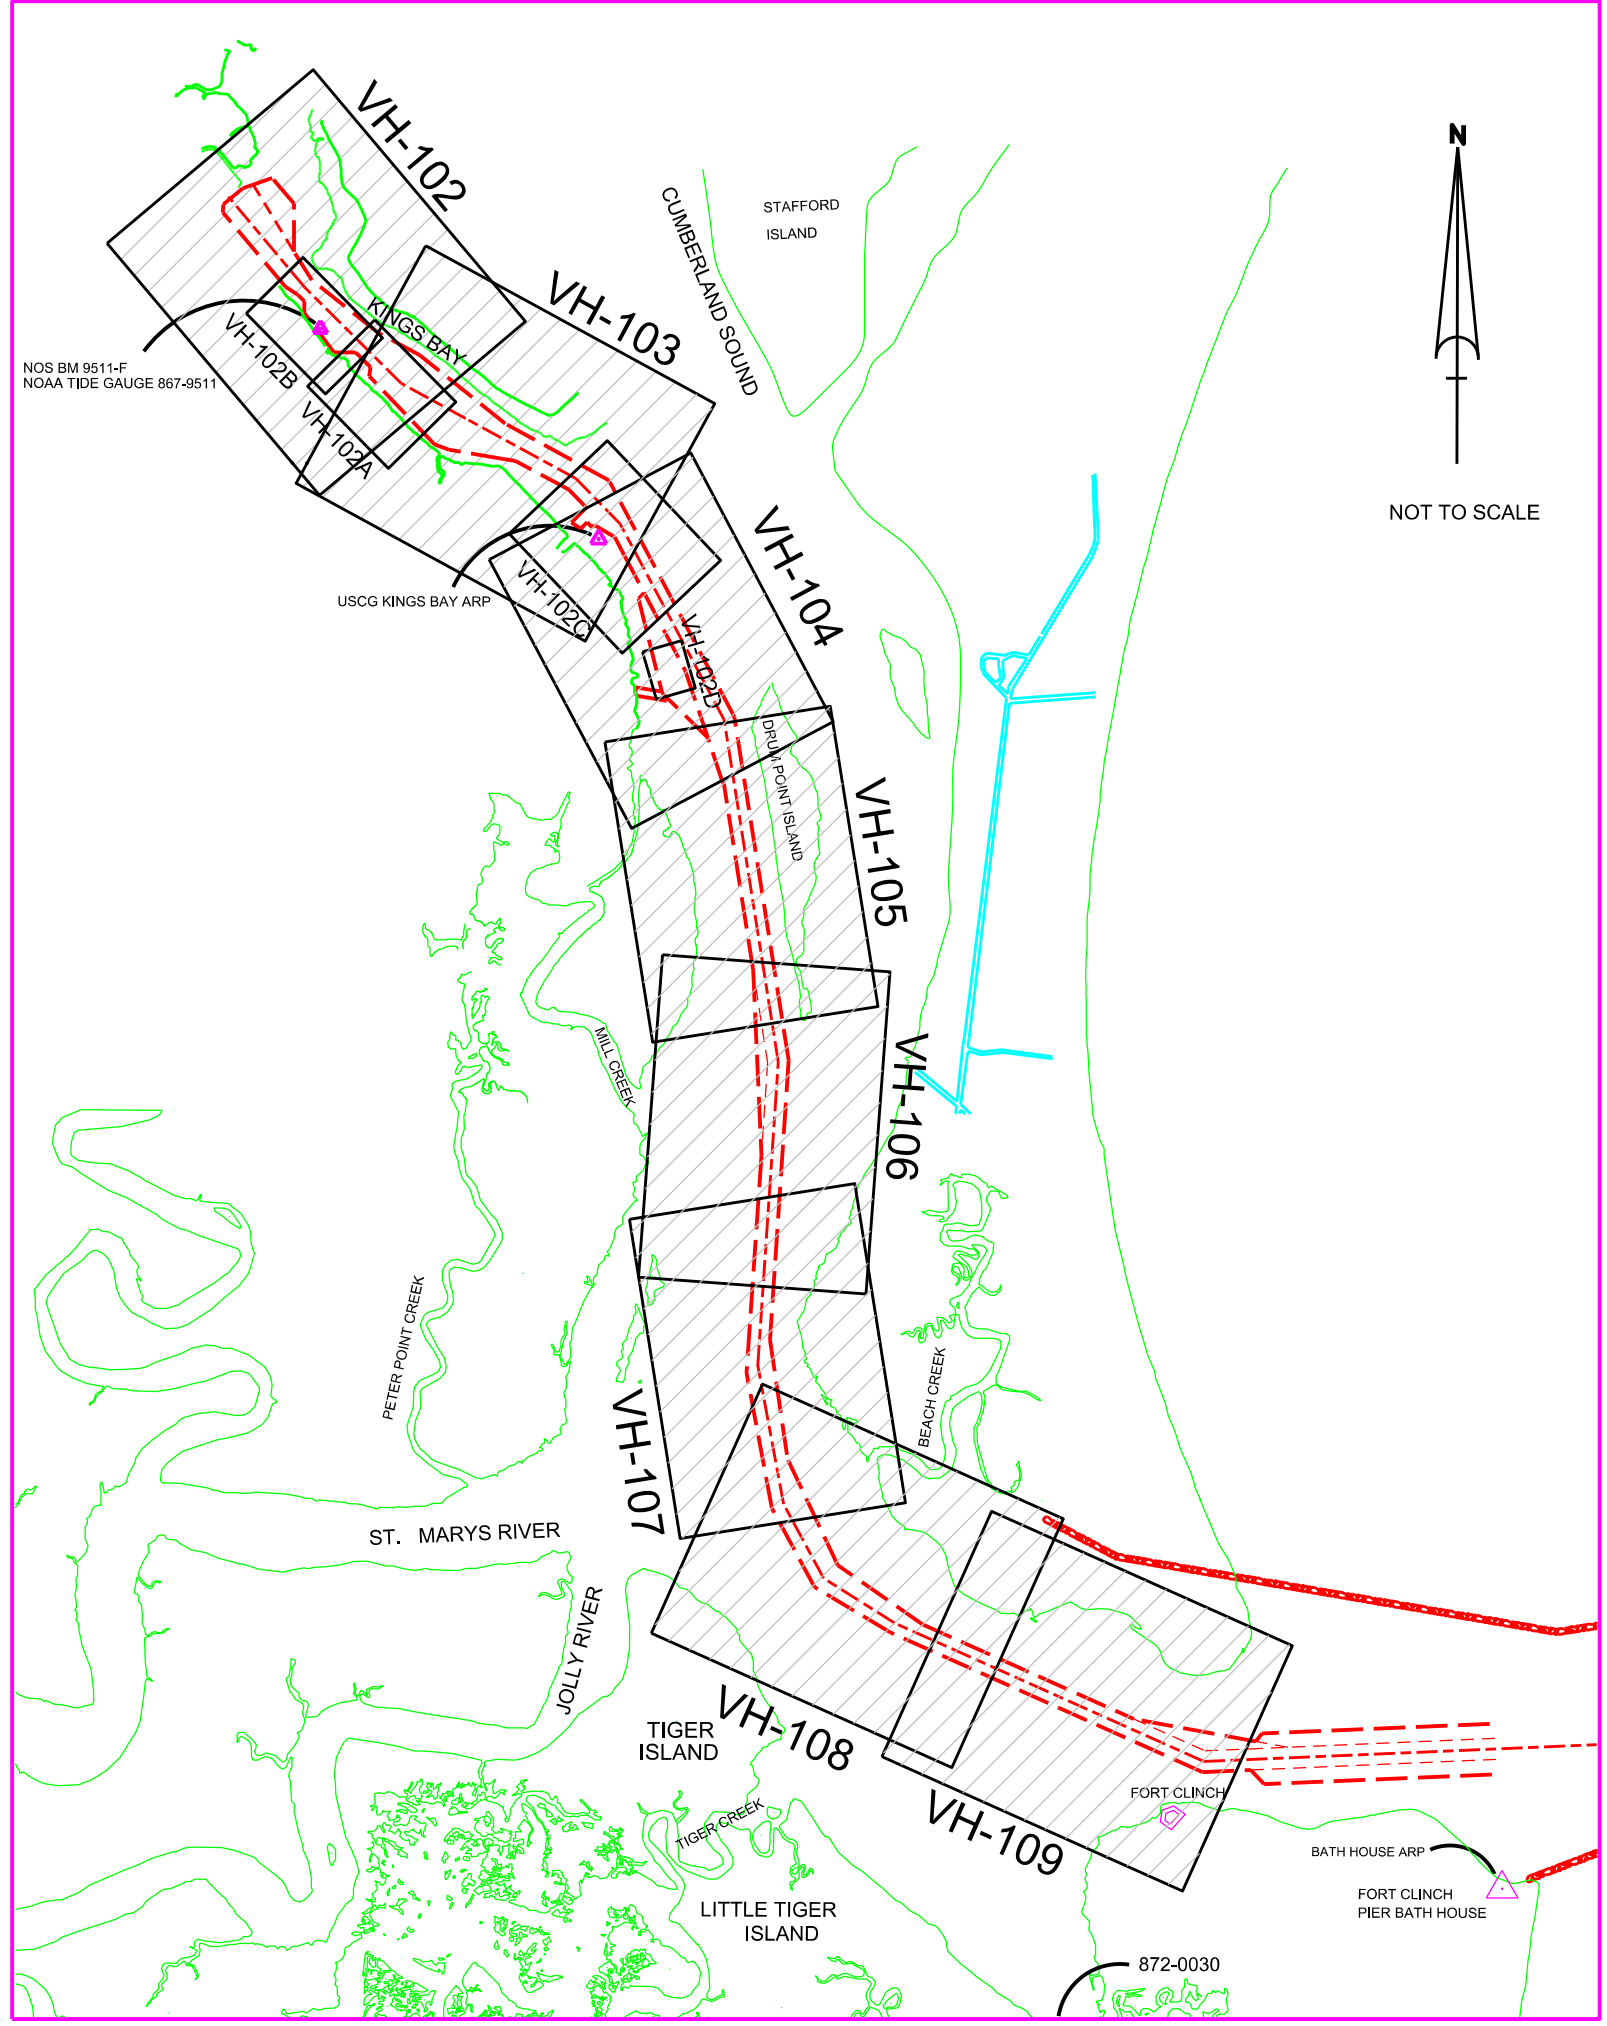 VH-102
N
STAFFORD
ISLAND
CUMBERLAND SOUND
VH-103
KINGS BAY
VH-102B
NOS BM 9511-F
NOAA TIDE GAUGE 867-9511
VH-102A
NOT TO SCALE
VH-104
VH-102C
USCG KINGS BAY ARP
VH-102D
DRUM POINT ISLAND
VH-105
MILL CREEK
VH-106
PETER POINT CREEK
BEACH CREEK
VH-107
ST. MARYS RIVER
JOLLY RIVER
TIGER
ISLAND
VH-108
FORT CLINCH
TIGER CREEK
VH-109
BATH HOUSE ARP
FORT CLINCH
PIER BATH HOUSE
LITTLE TIGER
ISLAND
872-0030